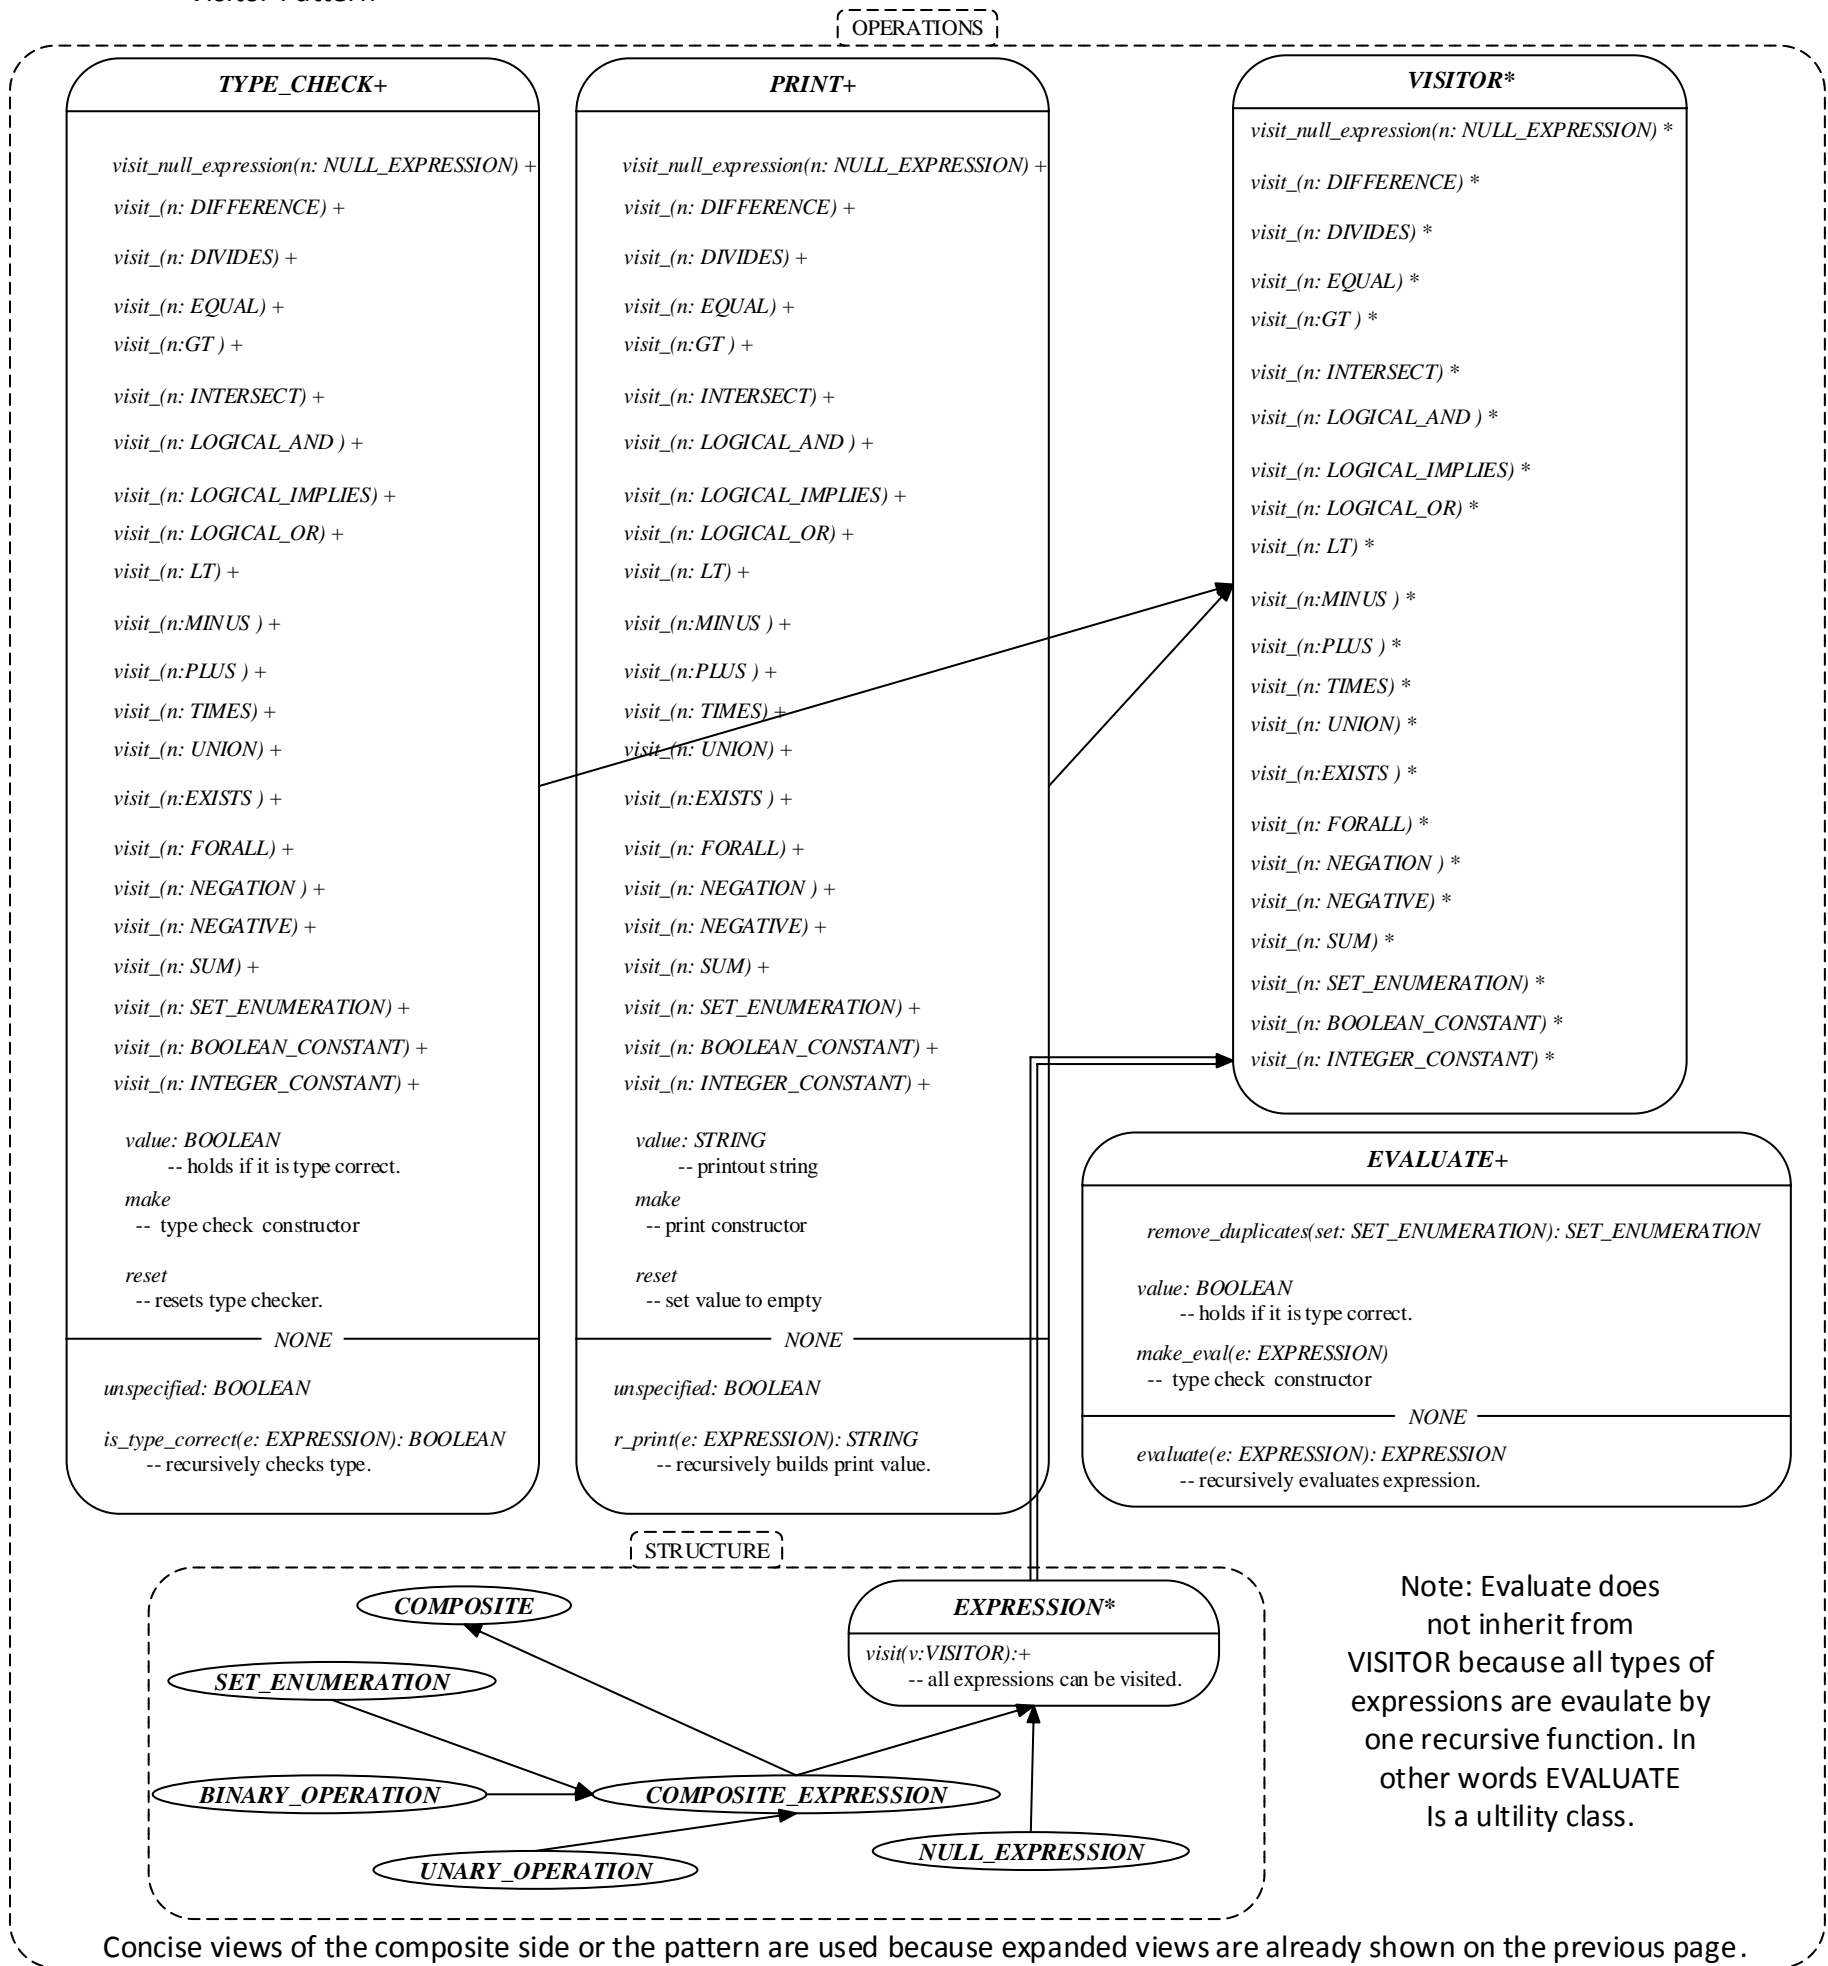 Visitor Pattern
OPERATIONS
TYPE_CHECK+
visit_null_expression(n: NULL_EXPRESSION) +
visit_(n: DIFFERENCE) +
visit_(n: DIVIDES) +
visit_(n: EQUAL) +
visit_(n:GT ) +
visit_(n: INTERSECT) +
visit_(n: LOGICAL_AND ) +
visit_(n: LOGICAL_IMPLIES) +
visit_(n: LOGICAL_OR) +
visit_(n: LT) +
visit_(n:MINUS ) +
visit_(n:PLUS ) +
visit_(n: TIMES) +
visit_(n: UNION) +
visit_(n:EXISTS ) +
visit_(n: FORALL) +
visit_(n: NEGATION ) +
visit_(n: NEGATIVE) +
visit_(n: SUM) +
visit_(n: SET_ENUMERATION) +
visit_(n: BOOLEAN_CONSTANT) +
visit_(n: INTEGER_CONSTANT) +
value: BOOLEAN
-- holds if it is type correct.
make
-- type check constructor
reset
-- resets type checker.
NONE
unspecified: BOOLEAN
is_type_correct(e: EXPRESSION): BOOLEAN
-- recursively checks type.
PRINT+
visit_null_expression(n: NULL_EXPRESSION) +
visit_(n: DIFFERENCE) +
visit_(n: DIVIDES) +
visit_(n: EQUAL) +
visit_(n:GT ) +
visit_(n: INTERSECT) +
visit_(n: LOGICAL_AND ) +
visit_(n: LOGICAL_IMPLIES) +
visit_(n: LOGICAL_OR) +
visit_(n: LT) +
visit_(n:MINUS ) +
visit_(n:PLUS ) +
visit_(n: TIMES) +
visit_(n: UNION) +
visit_(n:EXISTS ) +
visit_(n: FORALL) +
visit_(n: NEGATION ) +
visit_(n: NEGATIVE) +
visit_(n: SUM) +
visit_(n: SET_ENUMERATION) +
visit_(n: BOOLEAN_CONSTANT) +
visit_(n: INTEGER_CONSTANT) +
value: STRING
-- printout string
make
-- print constructor
reset
-- set value to empty
NONE
unspecified: BOOLEAN
r_print(e: EXPRESSION): STRING
-- recursively builds print value.
VISITOR*
visit_null_expression(n: NULL_EXPRESSION) *
visit_(n: DIFFERENCE) *
visit_(n: DIVIDES) *
visit_(n: EQUAL) *
visit_(n:GT ) *
visit_(n: INTERSECT) *
visit_(n: LOGICAL_AND ) *
visit_(n: LOGICAL_IMPLIES) *
visit_(n: LOGICAL_OR) *
visit_(n: LT) *
visit_(n:MINUS ) *
visit_(n:PLUS ) *
visit_(n: TIMES) *
visit_(n: UNION) *
visit_(n:EXISTS ) *
visit_(n: FORALL) *
visit_(n: NEGATION ) *
visit_(n: NEGATIVE) *
visit_(n: SUM) *
visit_(n: SET_ENUMERATION) *
visit_(n: BOOLEAN_CONSTANT) *
visit_(n: INTEGER_CONSTANT) *
EVALUATE+
remove_duplicates(set: SET_ENUMERATION): SET_ENUMERATION
value: BOOLEAN
-- holds if it is type correct.
make_eval(e: EXPRESSION)
-- type check constructor
NONE
evaluate(e: EXPRESSION): EXPRESSION
-- recursively evaluates expression.
STRUCTURE
COMPOSITE
SET_ENUMERATION
BINARY_OPERATION
COMPOSITE_EXPRESSION
UNARY_OPERATION
NULL_EXPRESSION
EXPRESSION*
visit(v:VISITOR):+
-- all expressions can be visited.
Note: Evaluate does
not inherit from
VISITOR because all types of
expressions are evaulate by
one recursive function. In
other words EVALUATE
Is a ultility class.
Concise views of the composite side or the pattern are used because expanded views are already shown on the previous page.